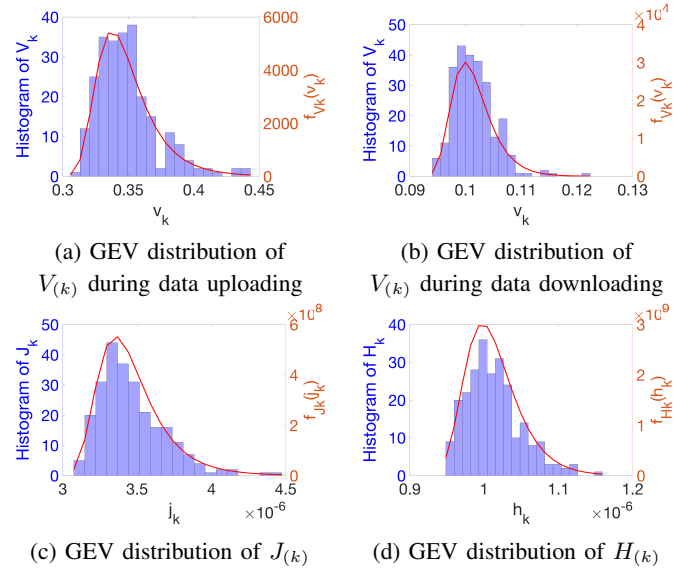 40
30
20
10
0
Histogram of V_k
6000
4000
2000
0
f_Vk(v_k)
0.3 0.35 0.4 0.45
v_k
(a) GEV distribution of
V_(k) during data uploading
50
40
30
20
10
0
Histogram of V_k
×10^4
4
3
2
1
0
f_Vk(v_k)
0.09 0.1 0.11 0.12 0.13
v_k
(b) GEV distribution of
V_(k) during data downloading
50
40
30
20
10
0
Histogram of J_k
×10^8
6
4
2
0
f_Jk(j_k)
3 3.5 4 4.5
j_k ×10^-6
(c) GEV distribution of J_(k)
40
30
20
10
0
Histogram of H_k
×10^9
3
2
1
0
f_Hk(h_k)
0.9 1 1.1 1.2
h_k ×10^-6
(d) GEV distribution of H_(k)